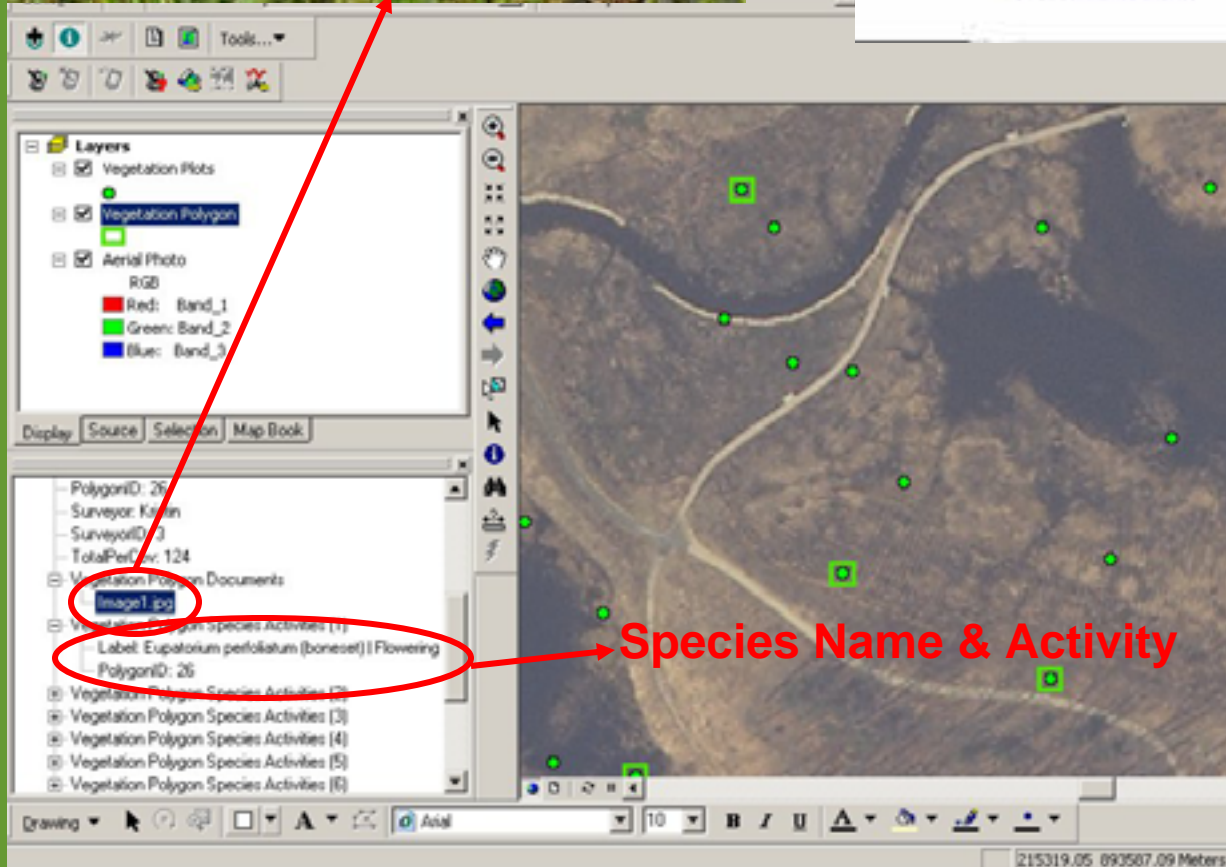 Tools...
Layers
Vegetation Plots
Vegetation Polygon
Aerial Photo
RGB
Red: Band_1
Green: Band_2
Blue: Band_3
Display Source Selection Map Book
PolygonID: 26
Surveyor:
SurveyorID: 3
124
Vegetation Polygon Documents
Image1.jpg
Vegetation Polygon Species Activities (1)
Label: Eupatorium perfoliatum (boneset) | Flowering
PolygonID: 26
Vegetation Polygon Species Activities (2)
Vegetation Polygon Species Activities (3)
Vegetation Polygon Species Activities (4)
Vegetation Polygon Species Activities (5)
Vegetation Polygon Species Activities (6)
Species Name & Activity
Drawing A Arial 10 B I U A
215319.05 893587.09 Meters